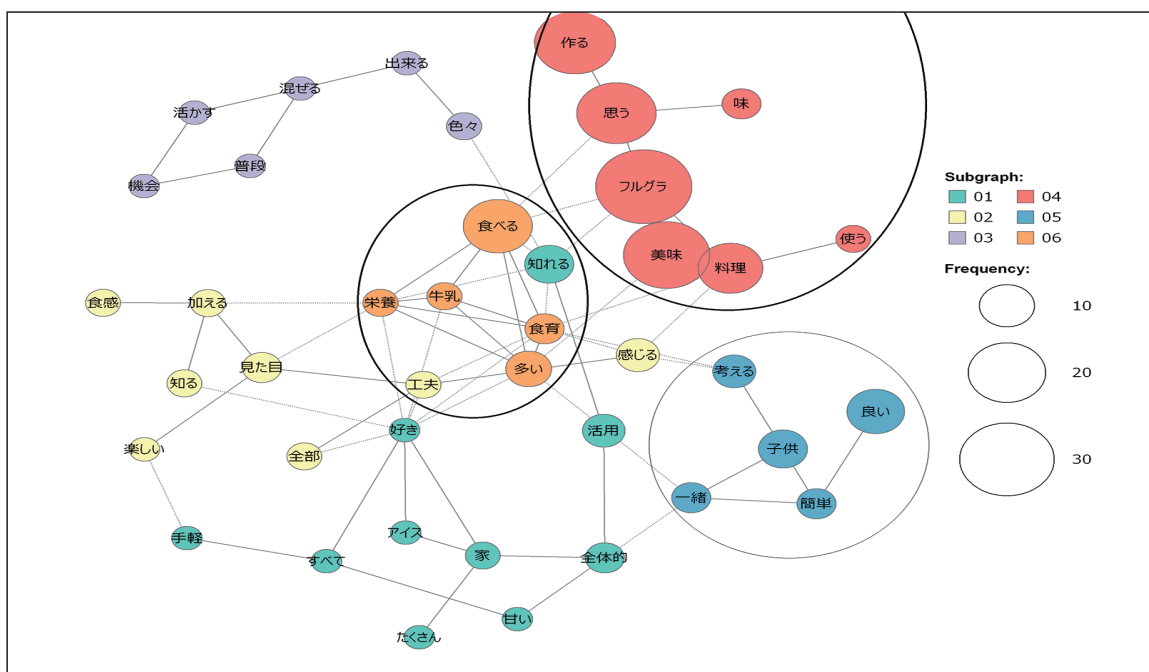 作る
出来る
混ぜる
味
活かす
思う
色々
普段
機会
フルグラ
食べる
使う
美味
知れる
料理
食感
加える
栄養
牛乳
食育
感じる
見た目
多い
考える
知る
工夫
良い
好き
活用
楽しい
全部
子供
一緒
簡単
アイス
手軽
家
全体的
すべて
甘い
たくさん
Subgraph:
01 04
02 05
03 06
Frequency:
10
20
30